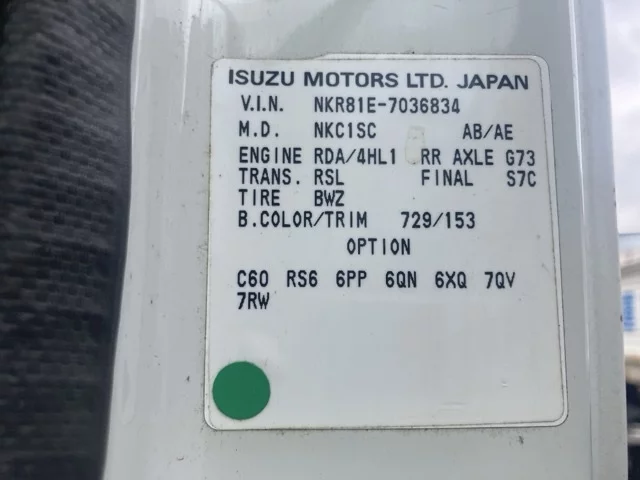 ISUZU MOTORS LTD. JAPAN
V.I.N. NKR81E-7036834
M.D. NKC1SC AB/AE
ENGINE RDA/4HL1 RR AXLE G73
TRANS. RSL FINAL S7C
TIRE BWZ
B.COLOR/TRIM 729/153
OPTION
C60 RS6 6PP 6QN 6XQ 7QV
7RW